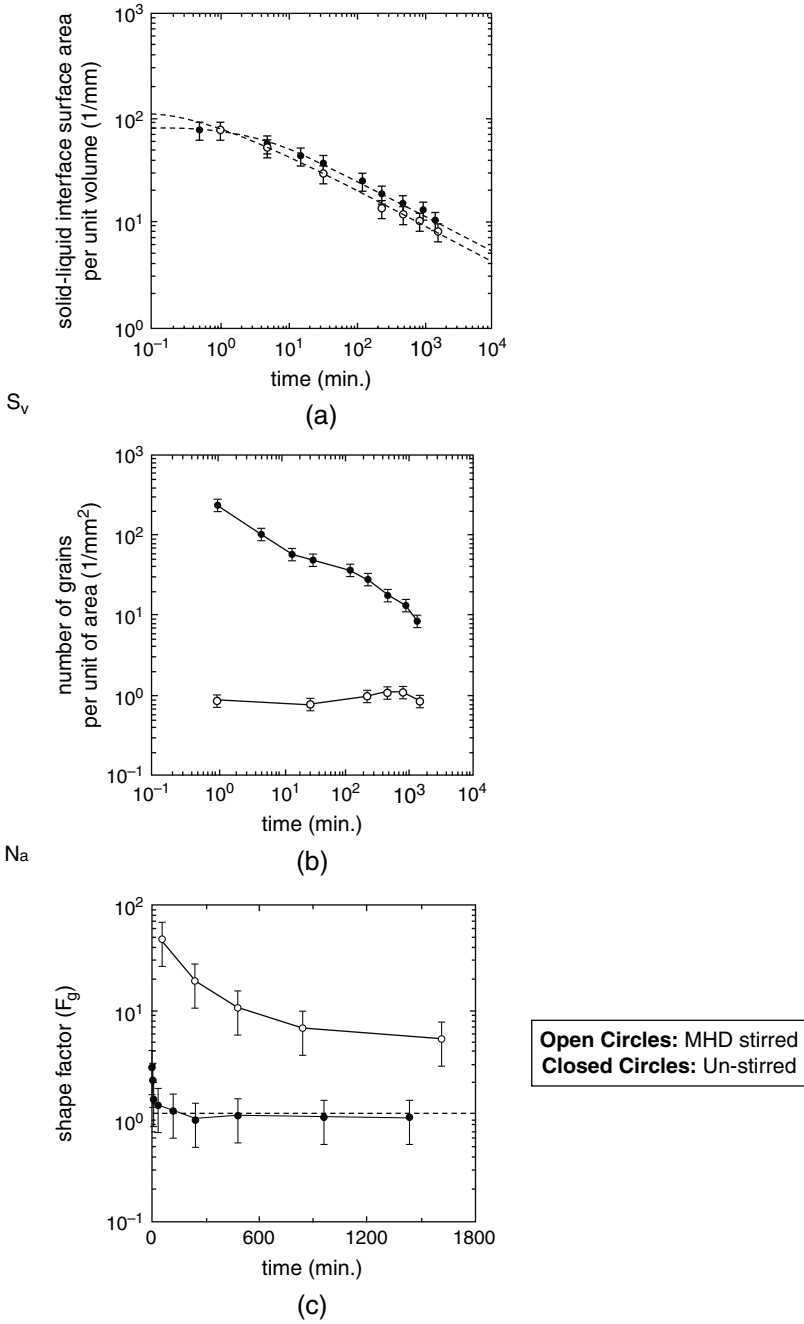 solid-liquid interface surface area
per unit volume (1/mm)
10³
10²
10¹
10⁰
10⁻¹ 10⁰ 10¹ 10² 10³ 10⁴
time (min.)
Sv
(a)
number of grains
per unit of area (1/mm²)
10³
10²
10¹
10⁰
10⁻¹
10⁻¹ 10⁰ 10¹ 10² 10³ 10⁴
time (min.)
Na
(b)
shape factor (Fg)
10²
10¹
10⁰
10⁻¹
0 600 1200 1800
time (min.)
(c)
Open Circles: MHD stirred
Closed Circles: Un-stirred